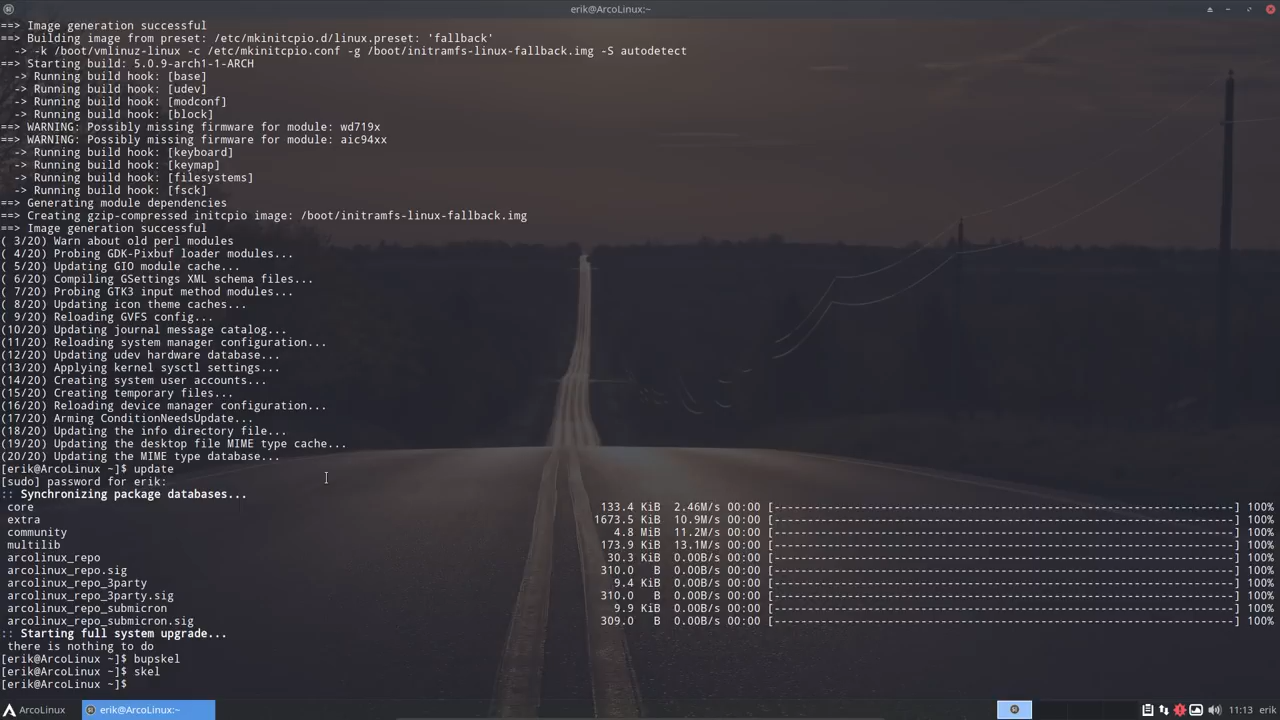 erik@ArcoLinux:~
==> Image generation successful
==> Building image from preset: /etc/mkinitcpio.d/linux.preset: 'fallback'
  -> -k /boot/vmlinuz-linux -c /etc/mkinitcpio.conf -g /boot/initramfs-linux-fallback.img -S autodetect
==> Starting build: 5.0.9-arch1-1-ARCH
  -> Running build hook: [base]
  -> Running build hook: [udev]
  -> Running build hook: [modconf]
  -> Running build hook: [block]
==> WARNING: Possibly missing firmware for module: wd719x
==> WARNING: Possibly missing firmware for module: aic94xx
  -> Running build hook: [keyboard]
  -> Running build hook: [keymap]
  -> Running build hook: [filesystems]
  -> Running build hook: [fsck]
==> Generating module dependencies
==> Creating gzip-compressed initcpio image: /boot/initramfs-linux-fallback.img
==> Image generation successful
( 3/20) Warn about old perl modules
( 4/20) Probing GDK-Pixbuf loader modules...
( 5/20) Updating GIO module cache...
( 6/20) Compiling GSettings XML schema files...
( 7/20) Probing GTK3 input method modules...
( 8/20) Updating icon theme caches...
( 9/20) Reloading GVFS config...
(10/20) Updating journal message catalog...
(11/20) Reloading system manager configuration...
(12/20) Updating udev hardware database...
(13/20) Applying kernel sysctl settings...
(14/20) Creating system user accounts...
(15/20) Creating temporary files...
(16/20) Reloading device manager configuration...
(17/20) Arming ConditionNeedsUpdate...
(18/20) Updating the info directory file...
(19/20) Updating the desktop file MIME type cache...
(20/20) Updating the MIME type database...
[erik@ArcoLinux ~]$ update
[sudo] password for erik:
:: Synchronizing package databases...
 core 133.4 KiB 2.46M/s 00:00 [----------------------------------------------------------------------] 100%
 extra 1673.5 KiB 10.9M/s 00:00 [----------------------------------------------------------------------] 100%
 community 4.8 MiB 11.2M/s 00:00 [----------------------------------------------------------------------] 100%
 multilib 173.9 KiB 13.1M/s 00:00 [----------------------------------------------------------------------] 100%
 arcolinux_repo 30.3 KiB 0.00B/s 00:00 [----------------------------------------------------------------------] 100%
 arcolinux_repo.sig 310.0 B 0.00B/s 00:00 [----------------------------------------------------------------------] 100%
 arcolinux_repo_3party 9.4 KiB 0.00B/s 00:00 [----------------------------------------------------------------------] 100%
 arcolinux_repo_3party.sig 310.0 B 0.00B/s 00:00 [----------------------------------------------------------------------] 100%
 arcolinux_repo_submicron 9.9 KiB 0.00B/s 00:00 [----------------------------------------------------------------------] 100%
 arcolinux_repo_submicron.sig 309.0 B 0.00B/s 00:00 [----------------------------------------------------------------------] 100%
:: Starting full system upgrade...
 there is nothing to do
[erik@ArcoLinux ~]$ bupskel
[erik@ArcoLinux ~]$ skel
[erik@ArcoLinux ~]$
ArcoLinux erik@ArcoLinux:~ 11:13 erik